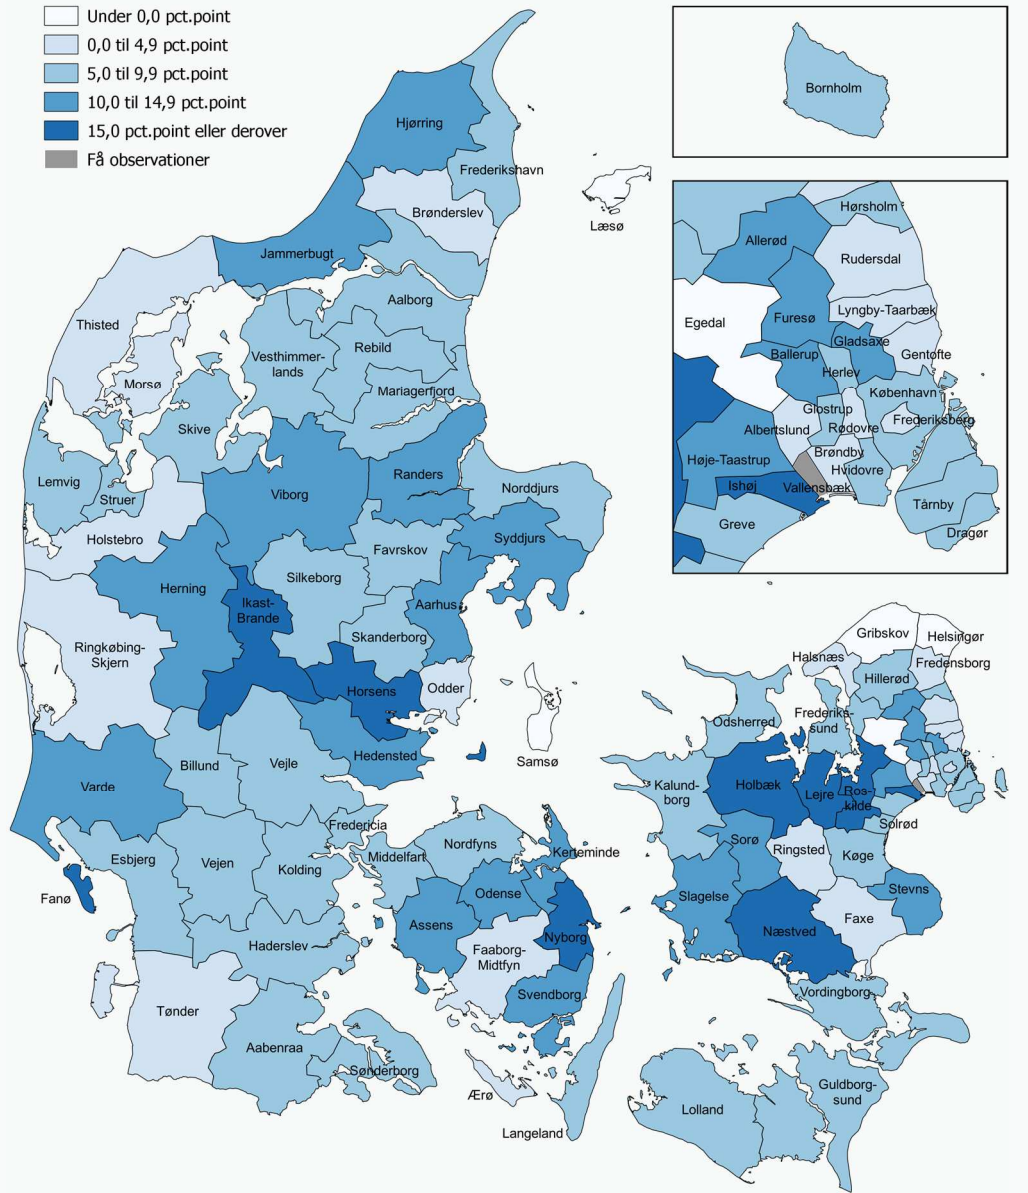 Under 0,0 pct.point
0,0 til 4,9 pct.point
5,0 til 9,9 pct.point
10,0 til 14,9 pct.point
15,0 pct.point eller derover
Få observationer
Hjørring
Frederikshavn
Brønderslev
Læsø
Jammerbugt
Aalborg
Thisted
Vesthimmer-
lands
Rebild
Morsø
Mariagerfjord
Skive
Lemvig
Struer
Viborg
Randers
Norddjurs
Holstebro
Favrskov
Syddjurs
Herning
Silkeborg
Ikast-
Brande
Aarhus
Skanderborg
Ringkøbing-
Skjern
Horsens
Odder
Hedensted
Samsø
Billund
Vejle
Varde
Fredericia
Esbjerg
Vejen
Kolding
Middelfart
Nordfyns
Kerteminde
Fanø
Odense
Assens
Nyborg
Haderslev
Faaborg-
Midtfyn
Svendborg
Tønder
Aabenraa
Sønderborg
Ærø
Langeland
Bornholm
Hørsholm
Allerød
Rudersdal
Egedal
Furesø
Lyngby-Taarbæk
Gladsaxe
Ballerup
Gentofte
Herlev
København
Glostrup
Albertslund
Rødovre
Frederiksberg
Høje-Taastrup
Brøndby
Hvidovre
Ishøj
Vallensbæk
Tårnby
Greve
Dragør
Gribskov
Helsingør
Halsnæs
Fredensborg
Hillerød
Odsherred
Frederiks-
sund
Kalund-
borg
Holbæk
Lejre
Ros-
kilde
Solrød
Sorø
Ringsted
Køge
Slagelse
Stevns
Næstved
Faxe
Vordingborg
Guldborg-
sund
Lolland